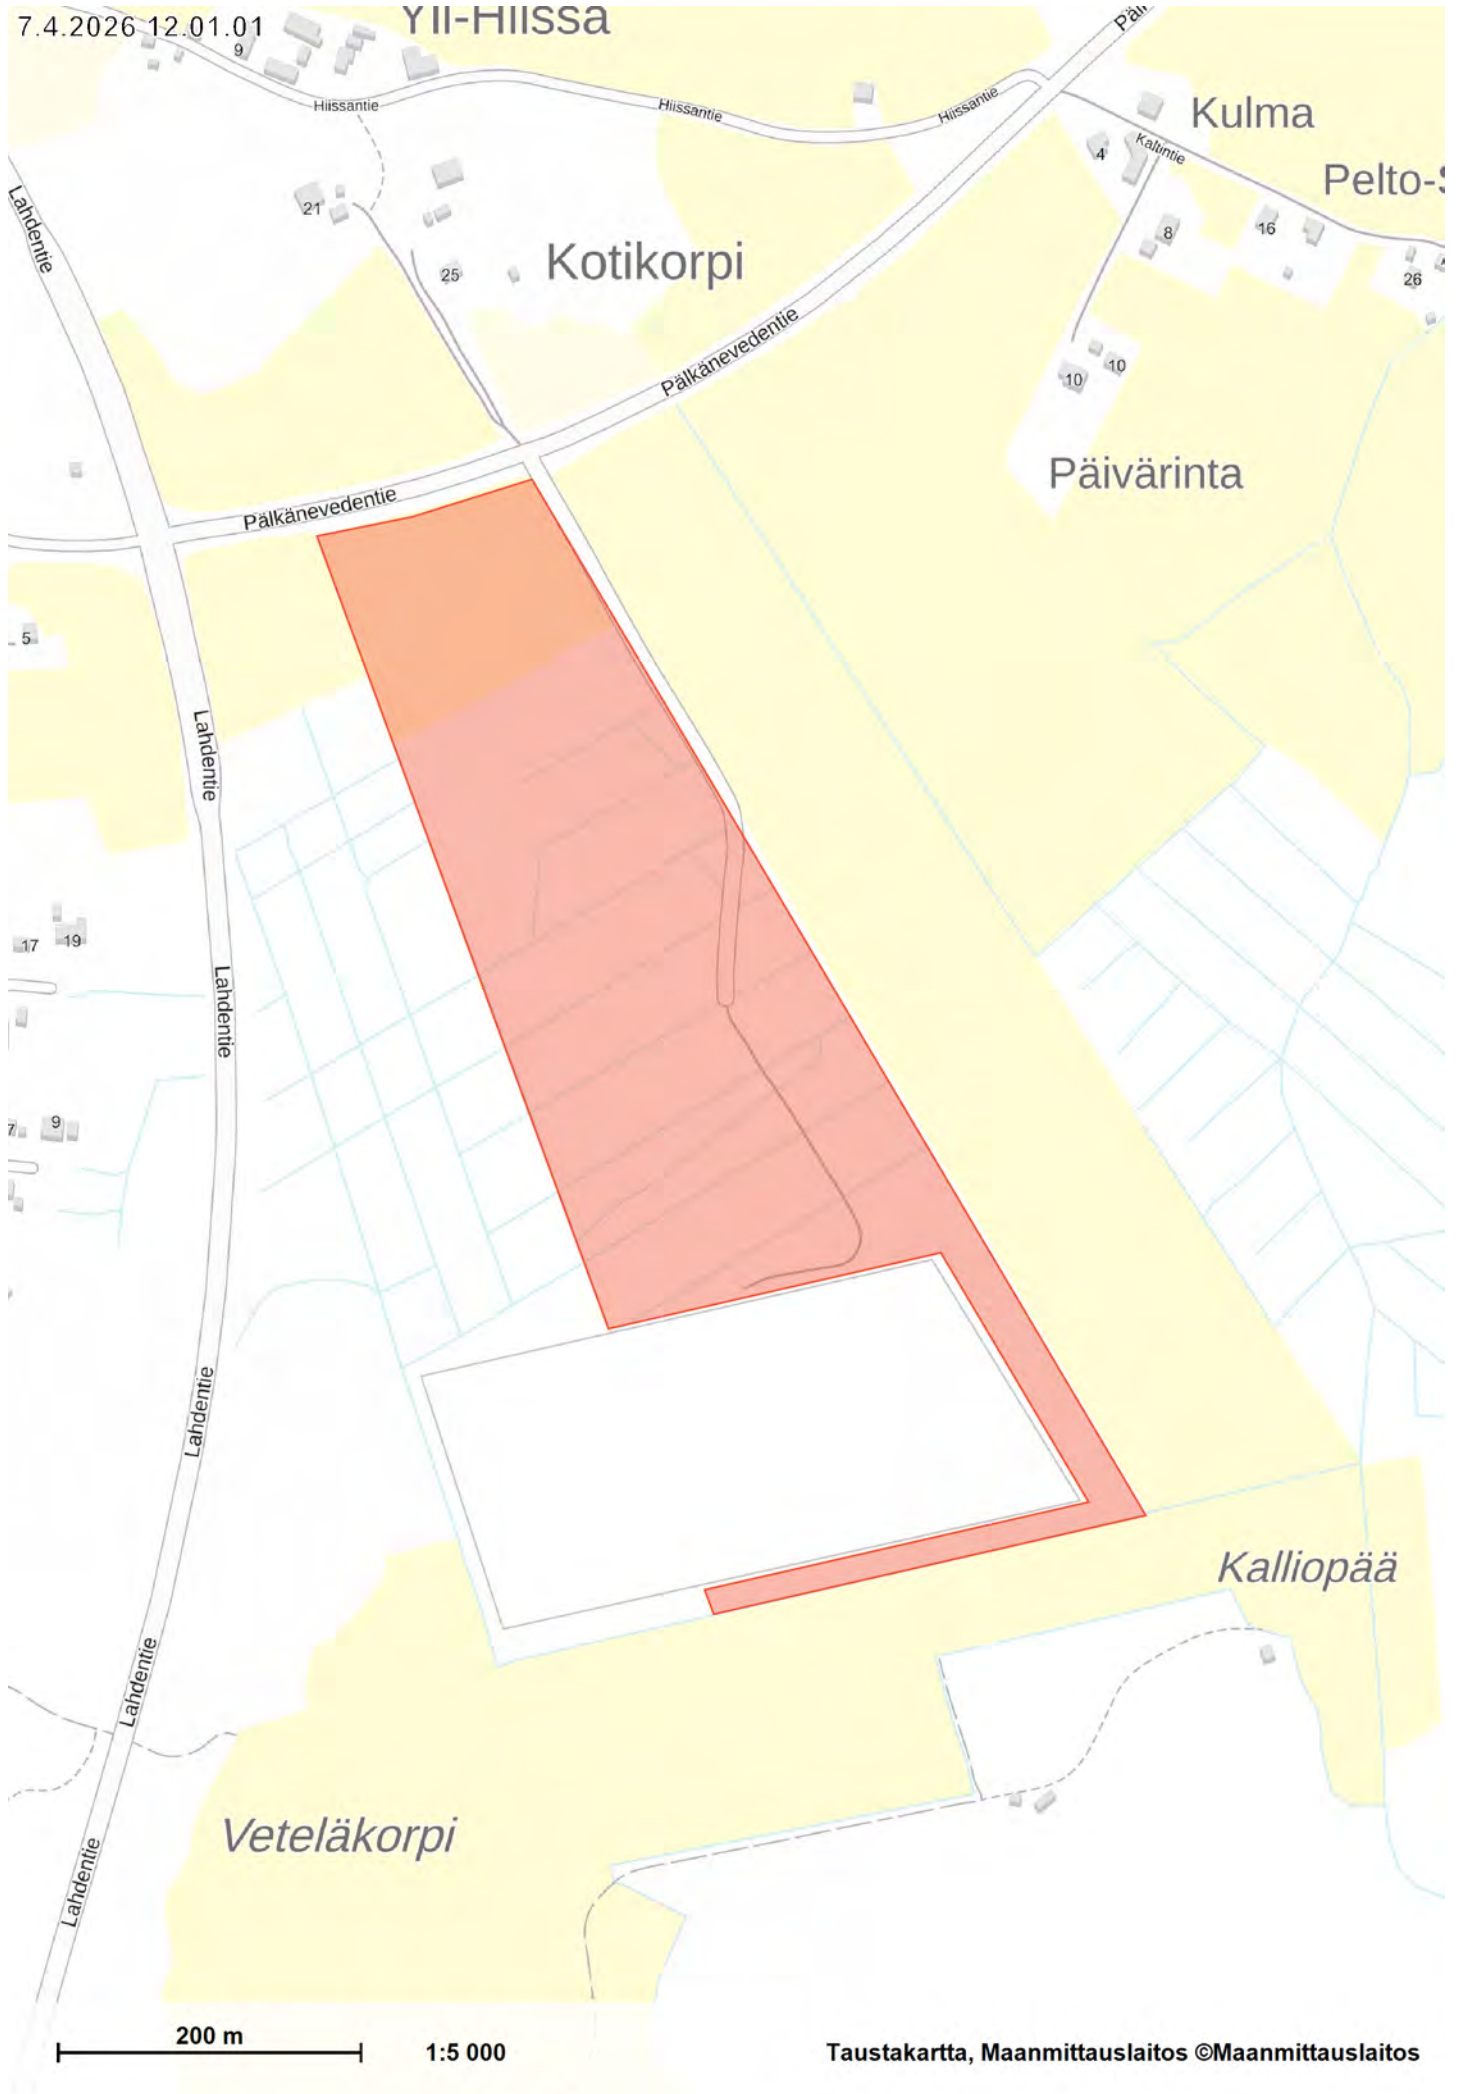 7.4.2026 12.01.01
Yli-Hiissa
9
Hiissantie
Hiissantie
Hiissantie
Kulma
4
Kaltintie
Pelto-
Lahdentie
21
25
Kotikorpi
8
16
26
Pälkänevedentie
10
10
Päivärinta
Pälkänevedentie
5
Lahdentie
17
19
Lahdentie
7
9
Lahdentie
Kalliopää
Lahdentie
Veteläkorpi
Lahdentie
200 m
1:5 000
Taustakartta, Maanmittauslaitos ©Maanmittauslaitos